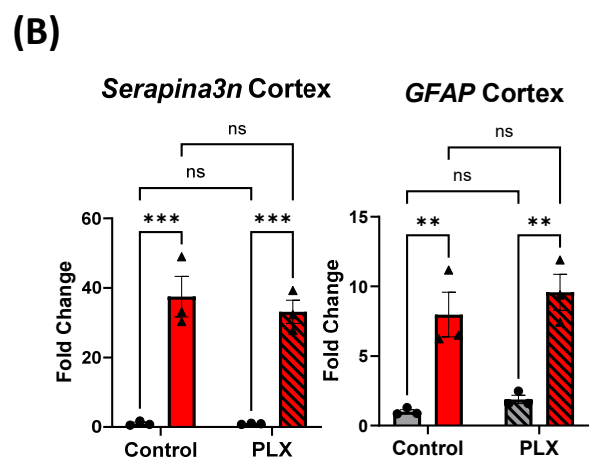 (B)
Serapina3n Cortex
ns
ns
*** ***
Fold Change
60
40
20
0
Control PLX
GFAP Cortex
ns
ns
** **
Fold Change
15
10
5
0
Control PLX